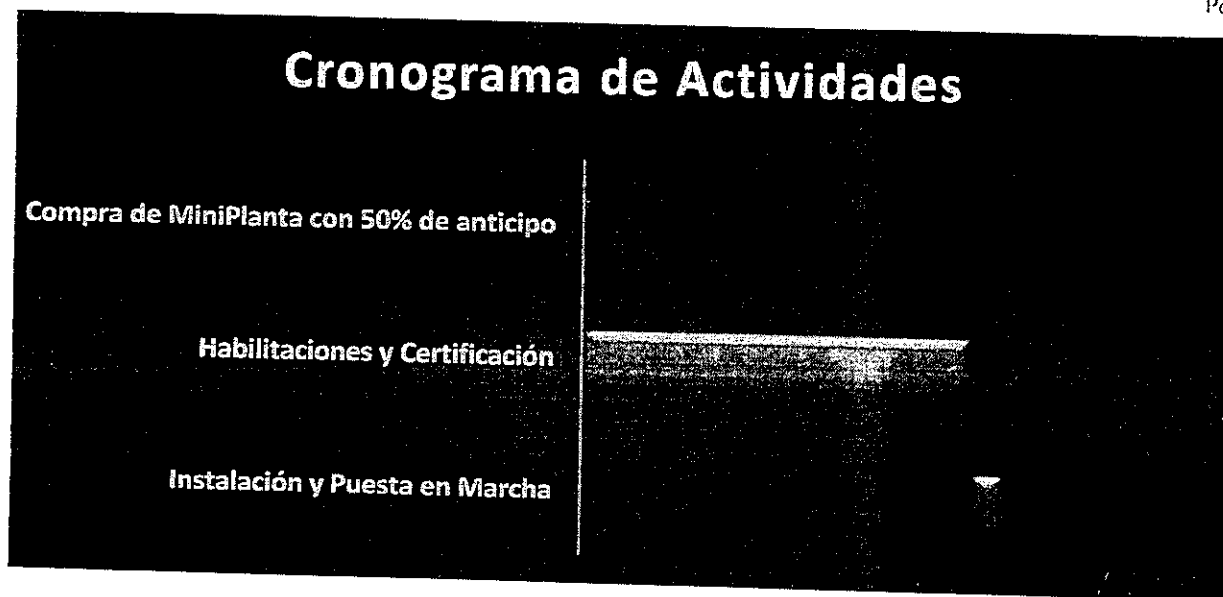 Cronograma de Actividades
Compra de MiniPlanta con 50% de anticipo
Habilitaciones y Certificación
Instalación y Puesta en Marcha